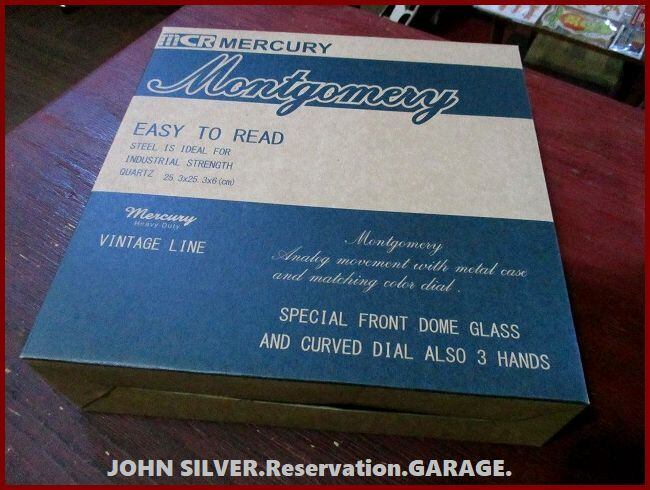 MCR MERCURY
Montgomery
EASY TO READ
STEEL IS IDEAL FOR
INDUSTRIAL STRENGTH
QUARTZ 25.3x25.3x6(cm)
Mercury
Heavy Duty
VINTAGE LINE
Montgomery
Analog movement with metal case
and matching color dial.
SPECIAL FRONT DOME GLASS
AND CURVED DIAL ALSO 3 HANDS
JOHN SILVER.Reservation.GARAGE.